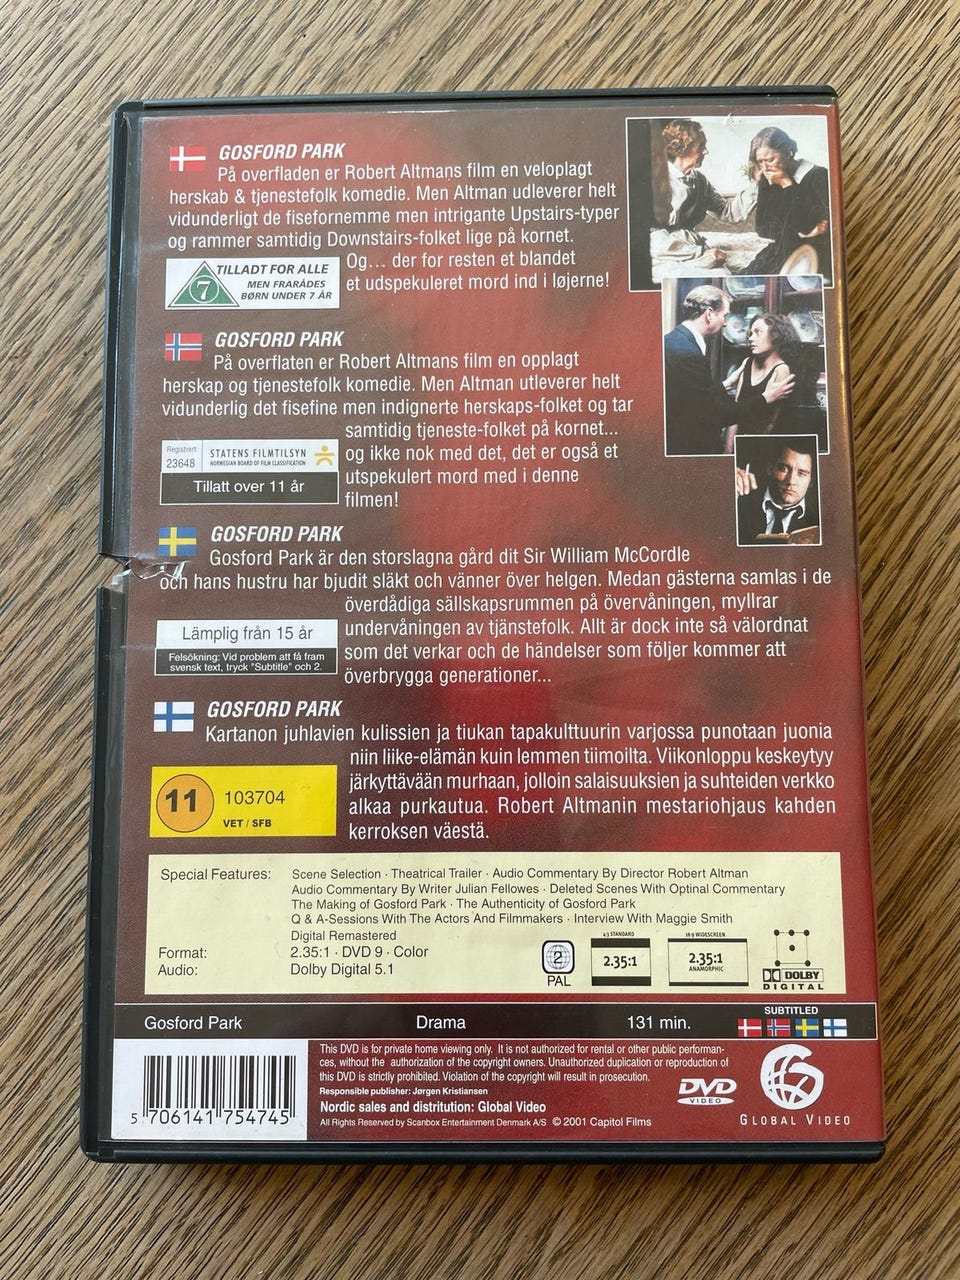 GOSFORD PARK
På overfladen er Robert Altmans film en veloplagt
herskab & tjenestefolk komedie. Men Altman udleverer helt
vidunderligt de fisefornemme men intrigante Upstairs-typer
og rammer samtidig Downstairs-folket lige på kornet.
Og... der for resten et blandet
et udspekuleret mord ind i løjerne!
7
TILLADT FOR ALLE
MEN FRARÅDES
BØRN UNDER 7 ÅR
GOSFORD PARK
På overflaten er Robert Altmans film en opplagt
herskap og tjenestefolk komedie. Men Altman utleverer helt
vidunderlig det fisefine men indignerte herskaps-folket og tar
samtidig tjeneste-folket på kornet...
og ikke nok med det, det er også et
utspekulert mord med i denne
filmen!
Registrert:
23648
STATENS FILMTILSYN
NORWEGIAN BOARD OF FILM CLASSIFICATION
Tillatt over 11 år
GOSFORD PARK
Gosford Park är den storslagna gård dit Sir William McCordle
och hans hustru har bjudit släkt och vänner över helgen. Medan gästerna samlas i de
överdådiga sällskapsrummen på övervåningen, myllrar
undervåningen av tjänstefolk. Allt är dock inte så välordnat
som det verkar och de händelser som följer kommer att
överbrygga generationer...
Lämplig från 15 år
Felsökning: Vid problem att få fram
svensk text, tryck "Subtitle" och 2.
GOSFORD PARK
Kartanon juhlavien kulissien ja tiukan tapakulttuurin varjossa punotaan juonia
niin liike-elämän kuin lemmen tiimoilta. Viikonloppu keskeytyy
järkyttävään murhaan, jolloin salaisuuksien ja suhteiden verkko
alkaa purkautua. Robert Altmanin mestariohjaus kahden
kerroksen väestä.
11
103704
VET / SFB
Special Features: Scene Selection · Theatrical Trailer · Audio Commentary By Director Robert Altman
Audio Commentary By Writer Julian Fellowes · Deleted Scenes With Optinal Commentary
The Making of Gosford Park · The Authenticity of Gosford Park
Q & A-Sessions With The Actors And Filmmakers · Interview With Maggie Smith
Digital Remastered
Format: 2.35:1 · DVD 9 · Color
Audio: Dolby Digital 5.1
2
PAL
4:3 STANDARD
2.35:1
16:9 WIDESCREEN
2.35:1
ANAMORPHIC
DOLBY
DIGITAL
Gosford Park Drama 131 min.
SUBTITLED
5 706141 754745
This DVD is for private home viewing only. It is not authorized for rental or other public performan-
ces, without the authorization of the copyright owners. Unauthorized duplication or reproduction of
this DVD is strictly prohibited. Violation of the copyright will result in prosecution.
Responsible publisher: Jørgen Kristiansen
Nordic sales and distritution: Global Video
All Rights Reserved by Scanbox Entertainment Denmark A/S © 2001 Capitol Films
DVD
VIDEO
GLOBAL VIDEO